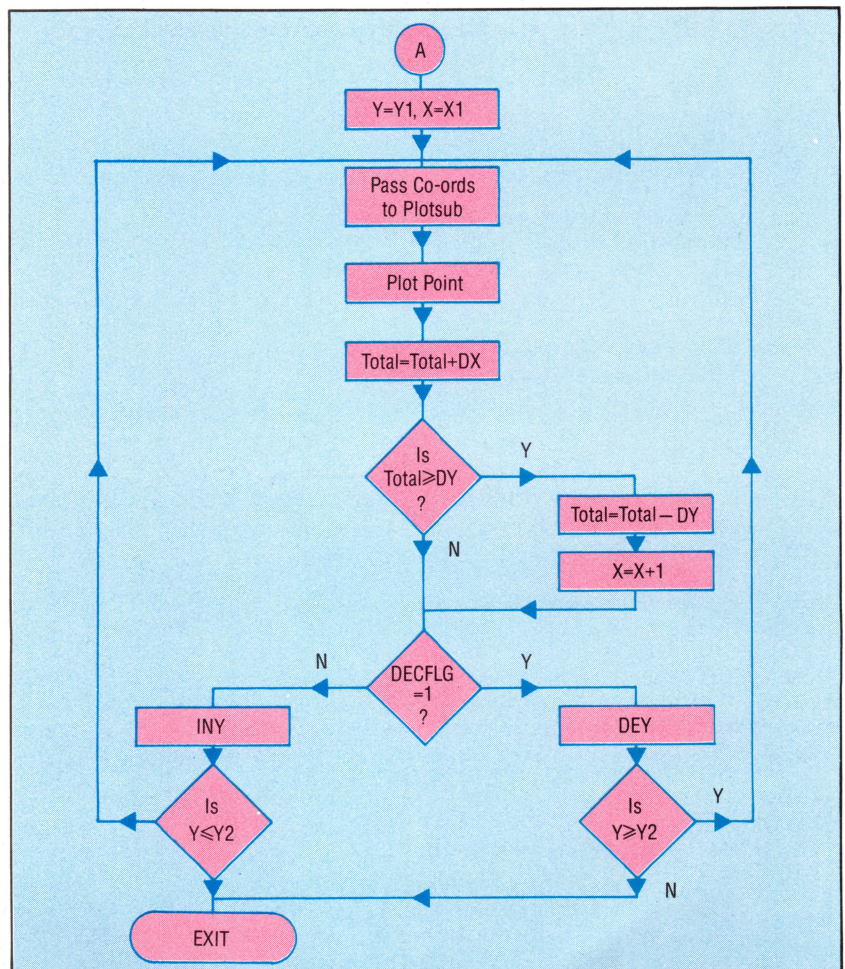 A
Y=Y1, X=X1
Pass Co-ords
to Plotsub
Plot Point
Total=Total+DX
Is
Total⩾DY
?
Y
N
Total=Total−DY
X=X+1
DECFLG
=1
?
N
Y
INY
DEY
Is
Y⩽Y2
Is
Y⩾Y2
Y
N
EXIT